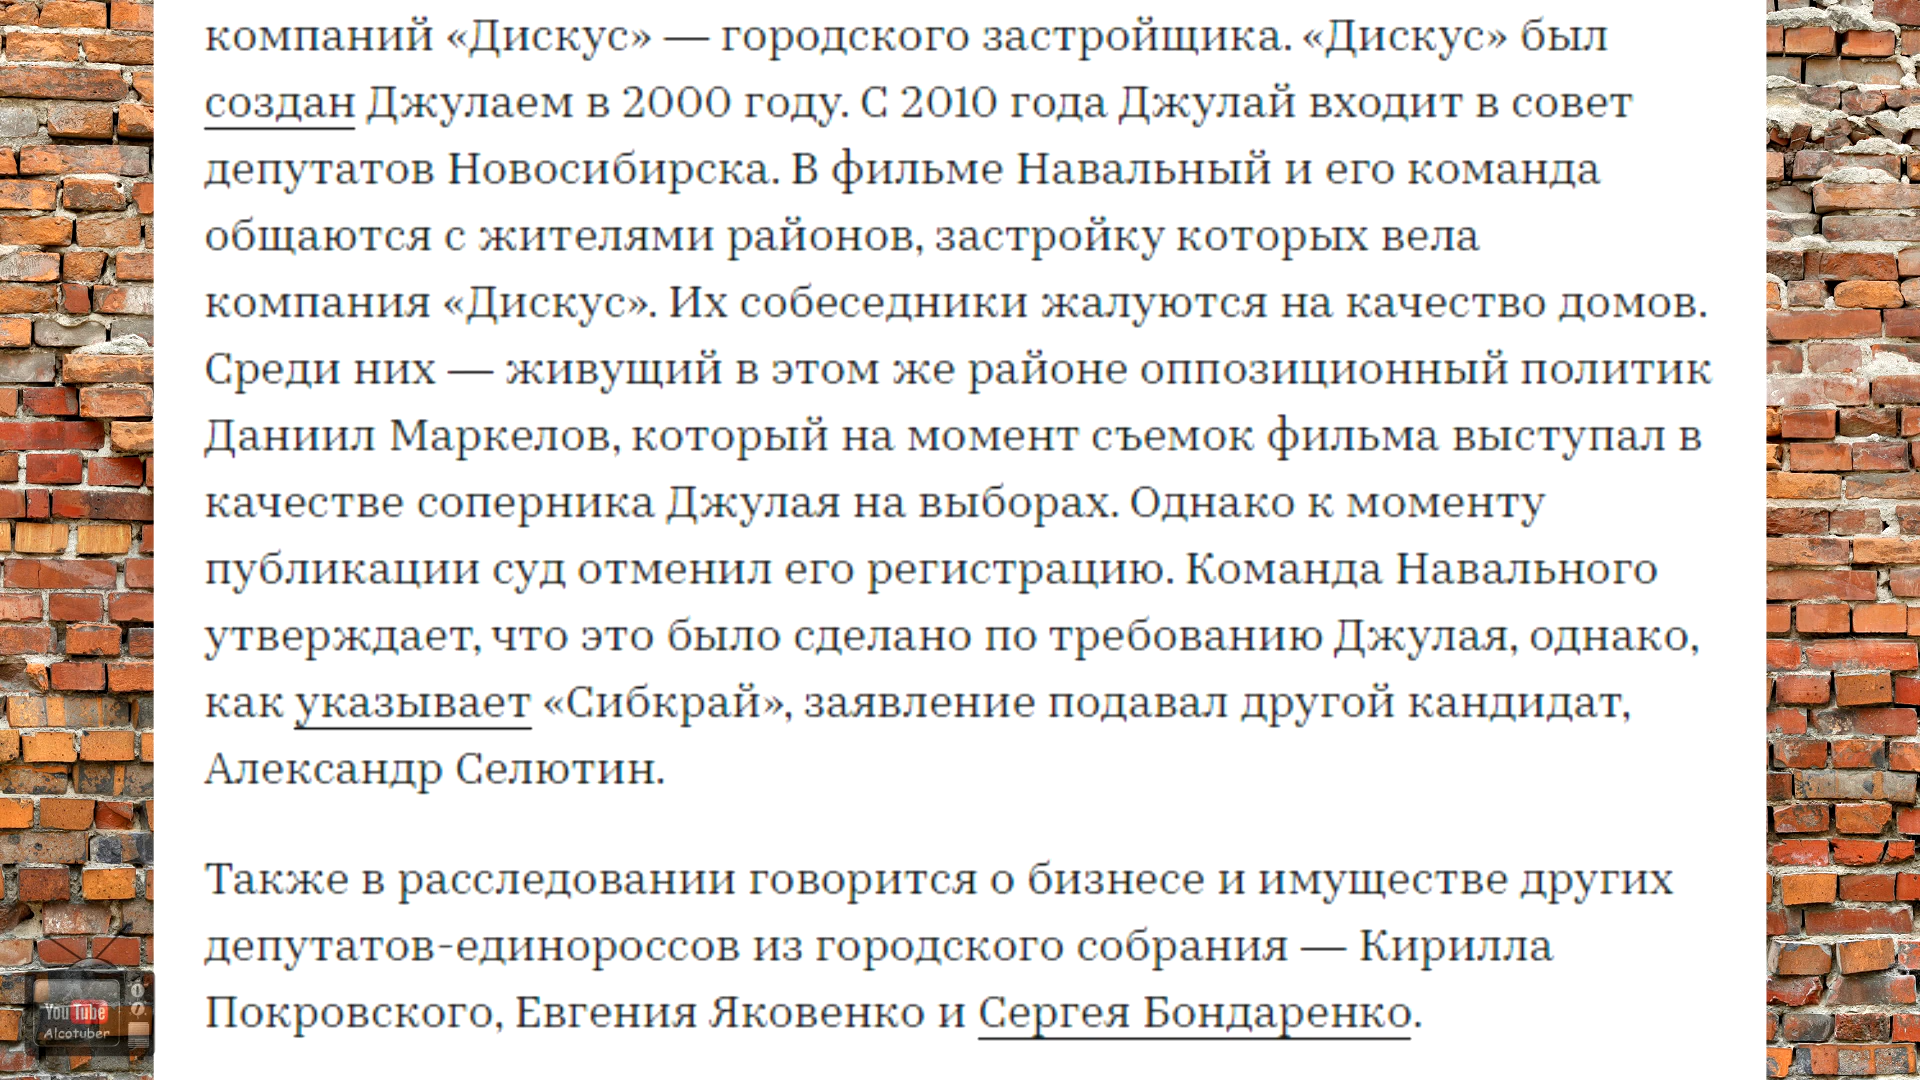 компаний «Дискус» — городского застройщика. «Дискус» был
создан Джулаем в 2000 году. С 2010 года Джулай входит в совет
депутатов Новосибирска. В фильме Навальный и его команда
общаются с жителями районов, застройку которых вела
компания «Дискус». Их собеседники жалуются на качество домов.
Среди них — живущий в этом же районе оппозиционный политик
Даниил Маркелов, который на момент съемок фильма выступал в
качестве соперника Джулая на выборах. Однако к моменту
публикации суд отменил его регистрацию. Команда Навального
утверждает, что это было сделано по требованию Джулая, однако,
как указывает «Сибкрай», заявление подавал другой кандидат,
Александр Селютин.
Также в расследовании говорится о бизнесе и имуществе других
депутатов-единороссов из городского собрания — Кирилла
Покровского, Евгения Яковенко и Сергея Бондаренко.
You Tube
Alcotuber